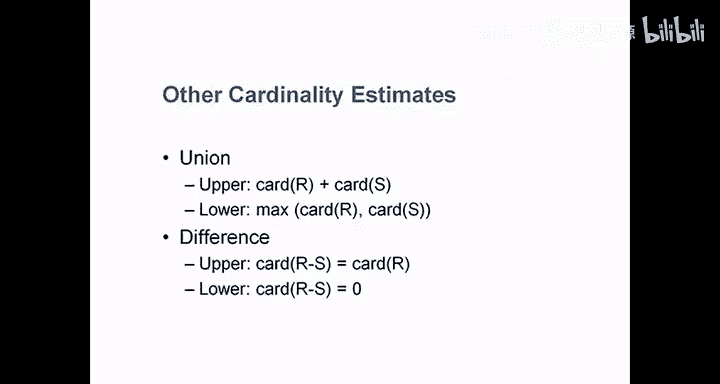 bilibili
Other Cardinality Estimates
• Union
– Upper: card(R) + card(S)
– Lower: max (card(R), card(S))
• Difference
– Upper: card(R-S) = card(R)
– Lower: card(R-S) = 0